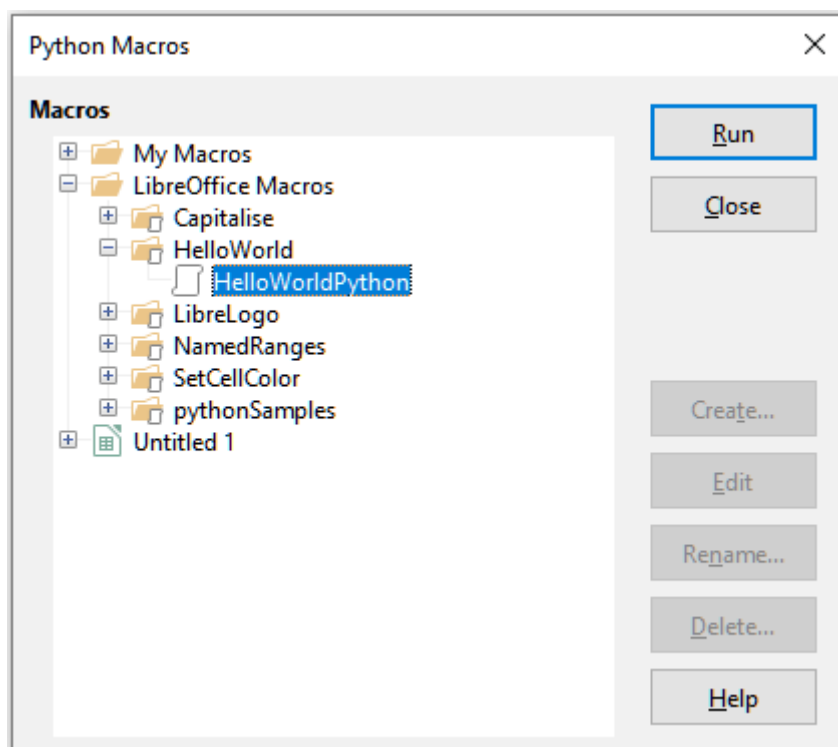 Python Macros
Macros
My Macros
LibreOffice Macros
Capitalise
HelloWorld
HelloWorldPython
LibreLogo
NamedRanges
SetCellColor
pythonSamples
Untitled 1
Run
Close
Create...
Edit
Rename...
Delete...
Help